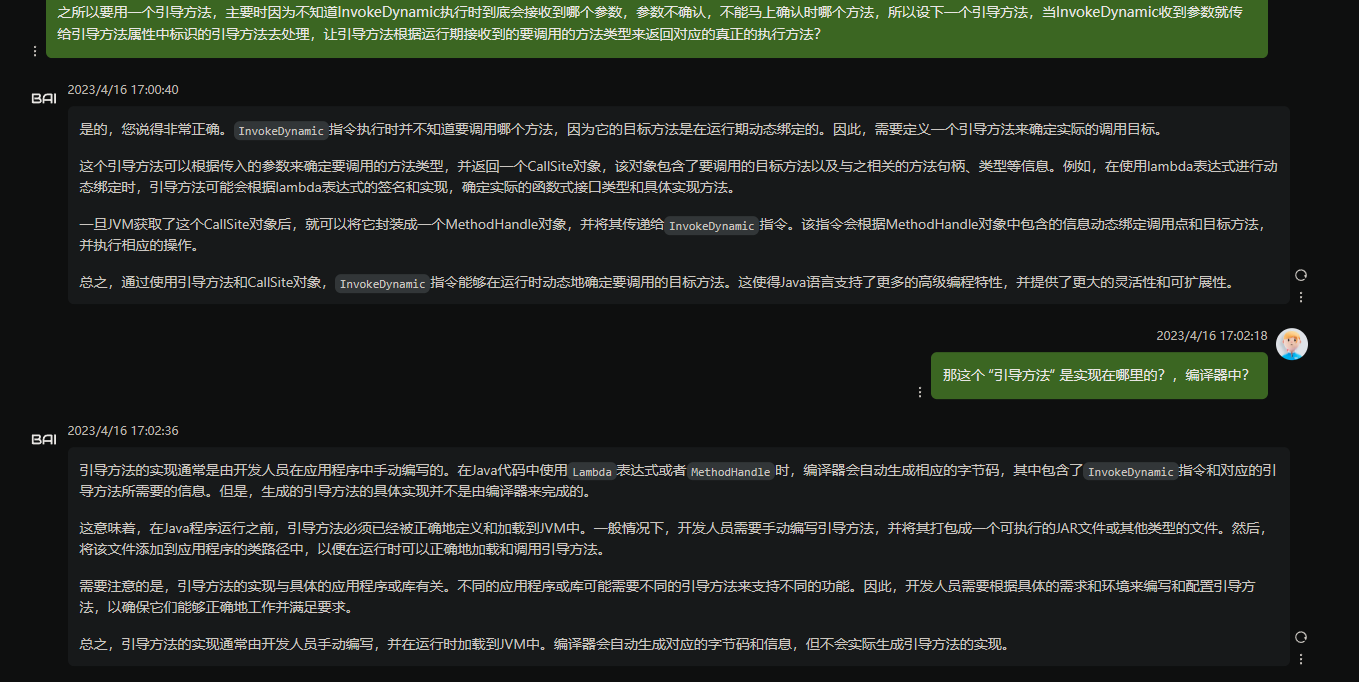 之所以要用一个引导方法，主要时因为不知道InvokeDynamic执行时到底会接收到哪个参数，参数不确认，不能马上确认时哪个方法，所以设下一个引导方法，当InvokeDynamic收到参数就传
给引导方法属性中标识的引导方法去处理，让引导方法根据运行期接收到的要调用的方法类型来返回对应的真正的执行方法？
BAI
2023/4/16 17:00:40
是的，您说得非常正确。InvokeDynamic指令执行时并不知道要调用哪个方法，因为它的目标方法是在运行期动态绑定的。因此，需要定义一个引导方法来确定实际的调用目标。
这个引导方法可以根据传入的参数来确定要调用的方法类型，并返回一个CallSite对象，该对象包含了要调用的目标方法以及与之相关的方法句柄、类型等信息。例如，在使用lambda表达式进行动
态绑定时，引导方法可能会根据lambda表达式的签名和实现，确定实际的函数式接口类型和具体实现方法。
一旦JVM获取了这个CallSite对象后，就可以将它封装成一个MethodHandle对象，并将其传递给InvokeDynamic指令。该指令会根据MethodHandle对象中包含的信息动态绑定调用点和目标方法，
并执行相应的操作。
总之，通过使用引导方法和CallSite对象，InvokeDynamic指令能够在运行时动态地确定要调用的目标方法。这使得Java语言支持了更多的高级编程特性，并提供了更大的灵活性和可扩展性。
2023/4/16 17:02:18
那这个 “引导方法” 是实现在哪里的？，编译器中？
BAI
2023/4/16 17:02:36
引导方法的实现通常是由开发人员在应用程序中手动编写的。在Java代码中使用Lambda表达式或者MethodHandle时，编译器会自动生成相应的字节码，其中包含了InvokeDynamic指令和对应的引
导方法所需要的信息。但是，生成的引导方法的具体实现并不是由编译器来完成的。
这意味着，在Java程序运行之前，引导方法必须已经被正确地定义和加载到JVM中。一般情况下，开发人员需要手动编写引导方法，并将其打包成一个可执行的JAR文件或其他类型的文件。然后，
将该文件添加到应用程序的类路径中，以便在运行时可以正确地加载和调用引导方法。
需要注意的是，引导方法的实现与具体的应用程序或库有关。不同的应用程序或库可能需要不同的引导方法来支持不同的功能。因此，开发人员需要根据具体的需求和环境来编写和配置引导方
法，以确保它们能够正确地工作并满足要求。
总之，引导方法的实现通常由开发人员手动编写，并在运行时加载到JVM中。编译器会自动生成对应的字节码和信息，但不会实际生成引导方法的实现。